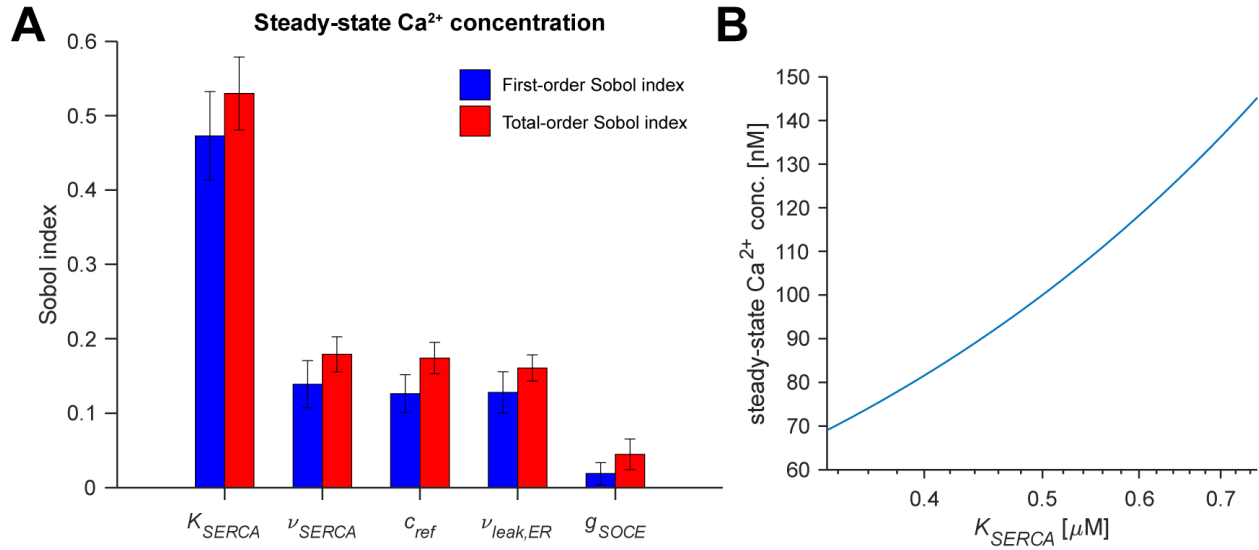 A
Steady-state Ca²⁺ concentration
Sobol index
0.6
0.5
0.4
0.3
0.2
0.1
0
First-order Sobol index
Total-order Sobol index
K_SERCA
ν_SERCA
c_ref
ν_leak,ER
g_SOCE
B
steady-state Ca²⁺ conc. [nM]
150
140
130
120
110
100
90
80
70
60
0.4 0.5 0.6 0.7
K_SERCA [μM]